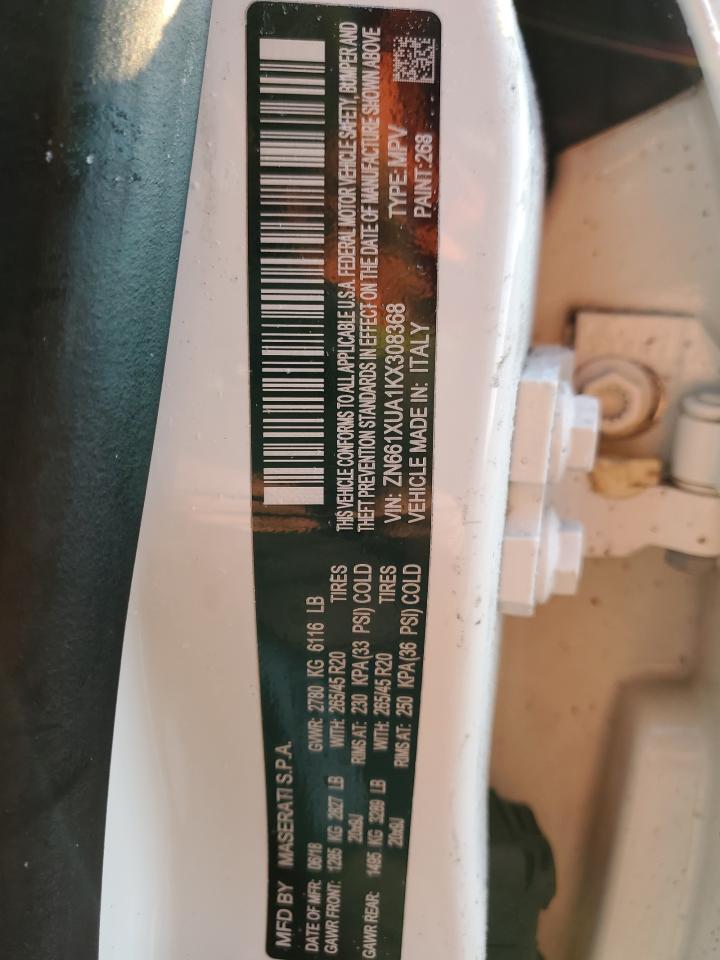 MFD BY MASERATI S.P.A.
DATE OF MFR: 06/18 GVWR: 2780 KG 6116 LB
GAWR FRONT: 1285 KG 2827 LB WITH: 265/45 R20 TIRES
20x9J RIMS AT: 230 KPA (33 PSI) COLD
GAWR REAR: 1495 KG 3289 LB WITH: 265/45 R20 TIRES
20x9J RIMS AT: 250 KPA (36 PSI) COLD
THIS VEHICLE CONFORMS TO ALL APPLICABLE U.S.A. FEDERAL MOTOR VEHICLE SAFETY, BUMPER AND
THEFT PREVENTION STANDARDS IN EFFECT ON THE DATE OF MANUFACTURE SHOWN ABOVE
VIN: ZN661XUA1KX308368 TYPE: MPV
VEHICLE MADE IN: ITALY PAINT: 268